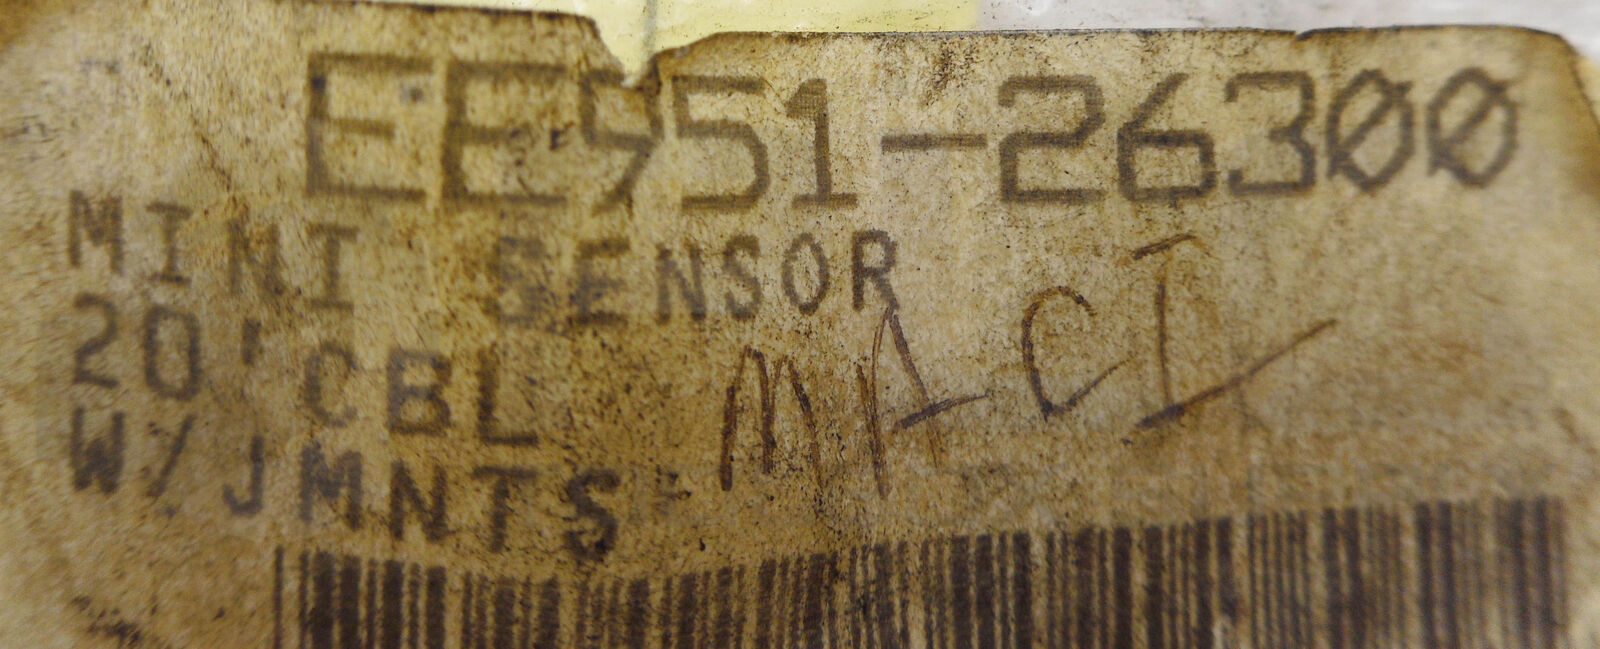 EE951-26300
MINI SENSOR
20'CBL
W/JMNTS
MACI